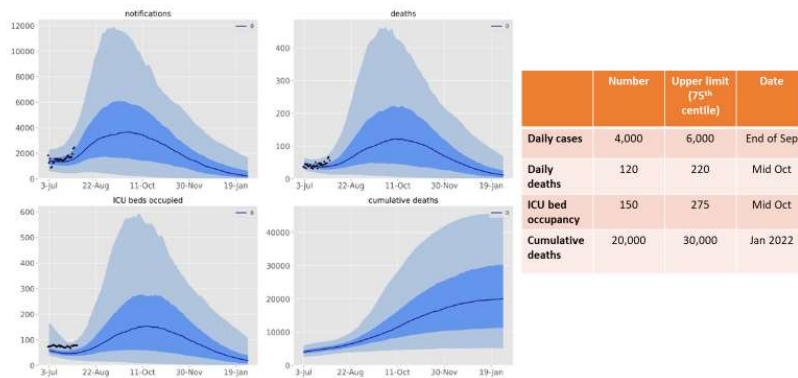 notifications
0
12000
10000
8000
6000
4000
2000
0
3-Jul 22-Aug 11-Oct 30-Nov 19-Jan
deaths
0
400
300
200
100
0
3-Jul 22-Aug 11-Oct 30-Nov 19-Jan
ICU beds occupied
0
600
500
400
300
200
100
0
3-Jul 22-Aug 11-Oct 30-Nov 19-Jan
cumulative deaths
0
40000
30000
20000
10000
0
3-Jul 22-Aug 11-Oct 30-Nov 19-Jan
Number Upper limit (75th centile) Date
Daily cases 4,000 6,000 End of Sep
Daily deaths 120 220 Mid Oct
ICU bed occupancy 150 275 Mid Oct
Cumulative deaths 20,000 30,000 Jan 2022